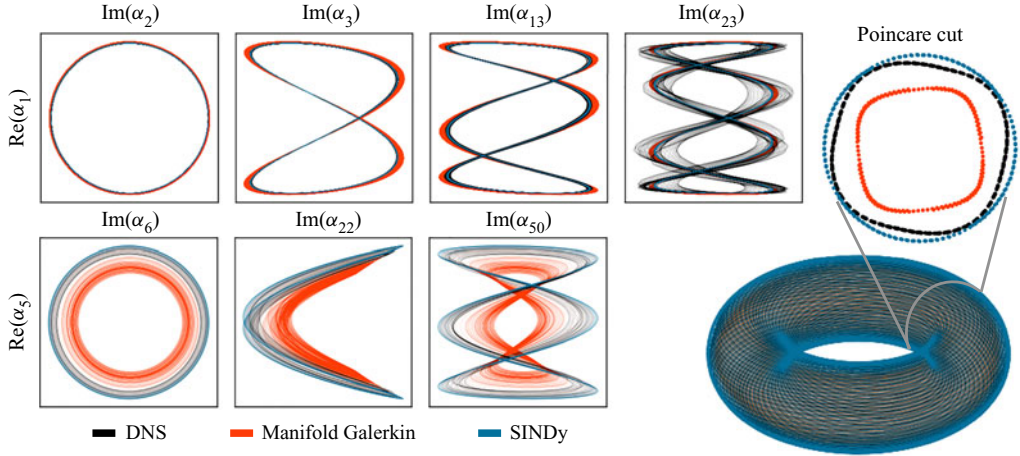 Im(α₂) Im(α₃) Im(α₁₃) Im(α₂₃)
Poincare cut
Re(α₁)
Im(α₆) Im(α₂₂) Im(α₅₀)
Re(α₅)
DNS Manifold Galerkin SINDy